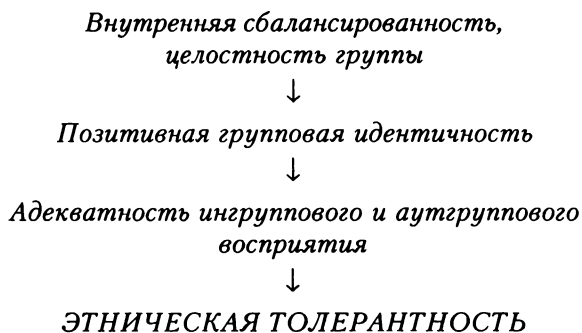 Внутренняя сбалансированность,
целостность группы
↓
Позитивная групповая идентичность
↓
Адекватность ингруппового и аутгруппового
восприятия
↓
ЭТНИЧЕСКАЯ ТОЛЕРАНТНОСТЬ